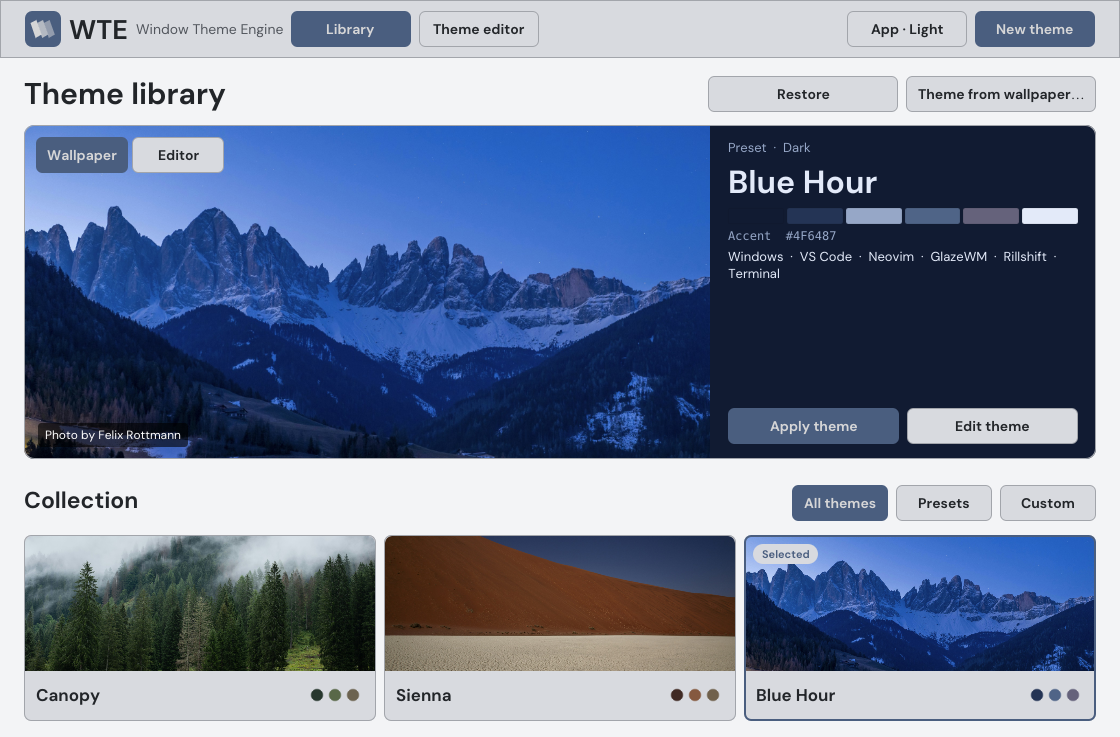 WTE Window Theme Engine Library Theme editor App · Light New theme
Theme library Restore Theme from wallpaper...
Wallpaper Editor
Preset · Dark
Blue Hour
Accent #4F6487
Windows · VS Code · Neovim · GlazeWM · Rillshift ·
Terminal
Photo by Felix Rottmann
Apply theme Edit theme
Collection All themes Presets Custom
Selected
Canopy Sienna Blue Hour